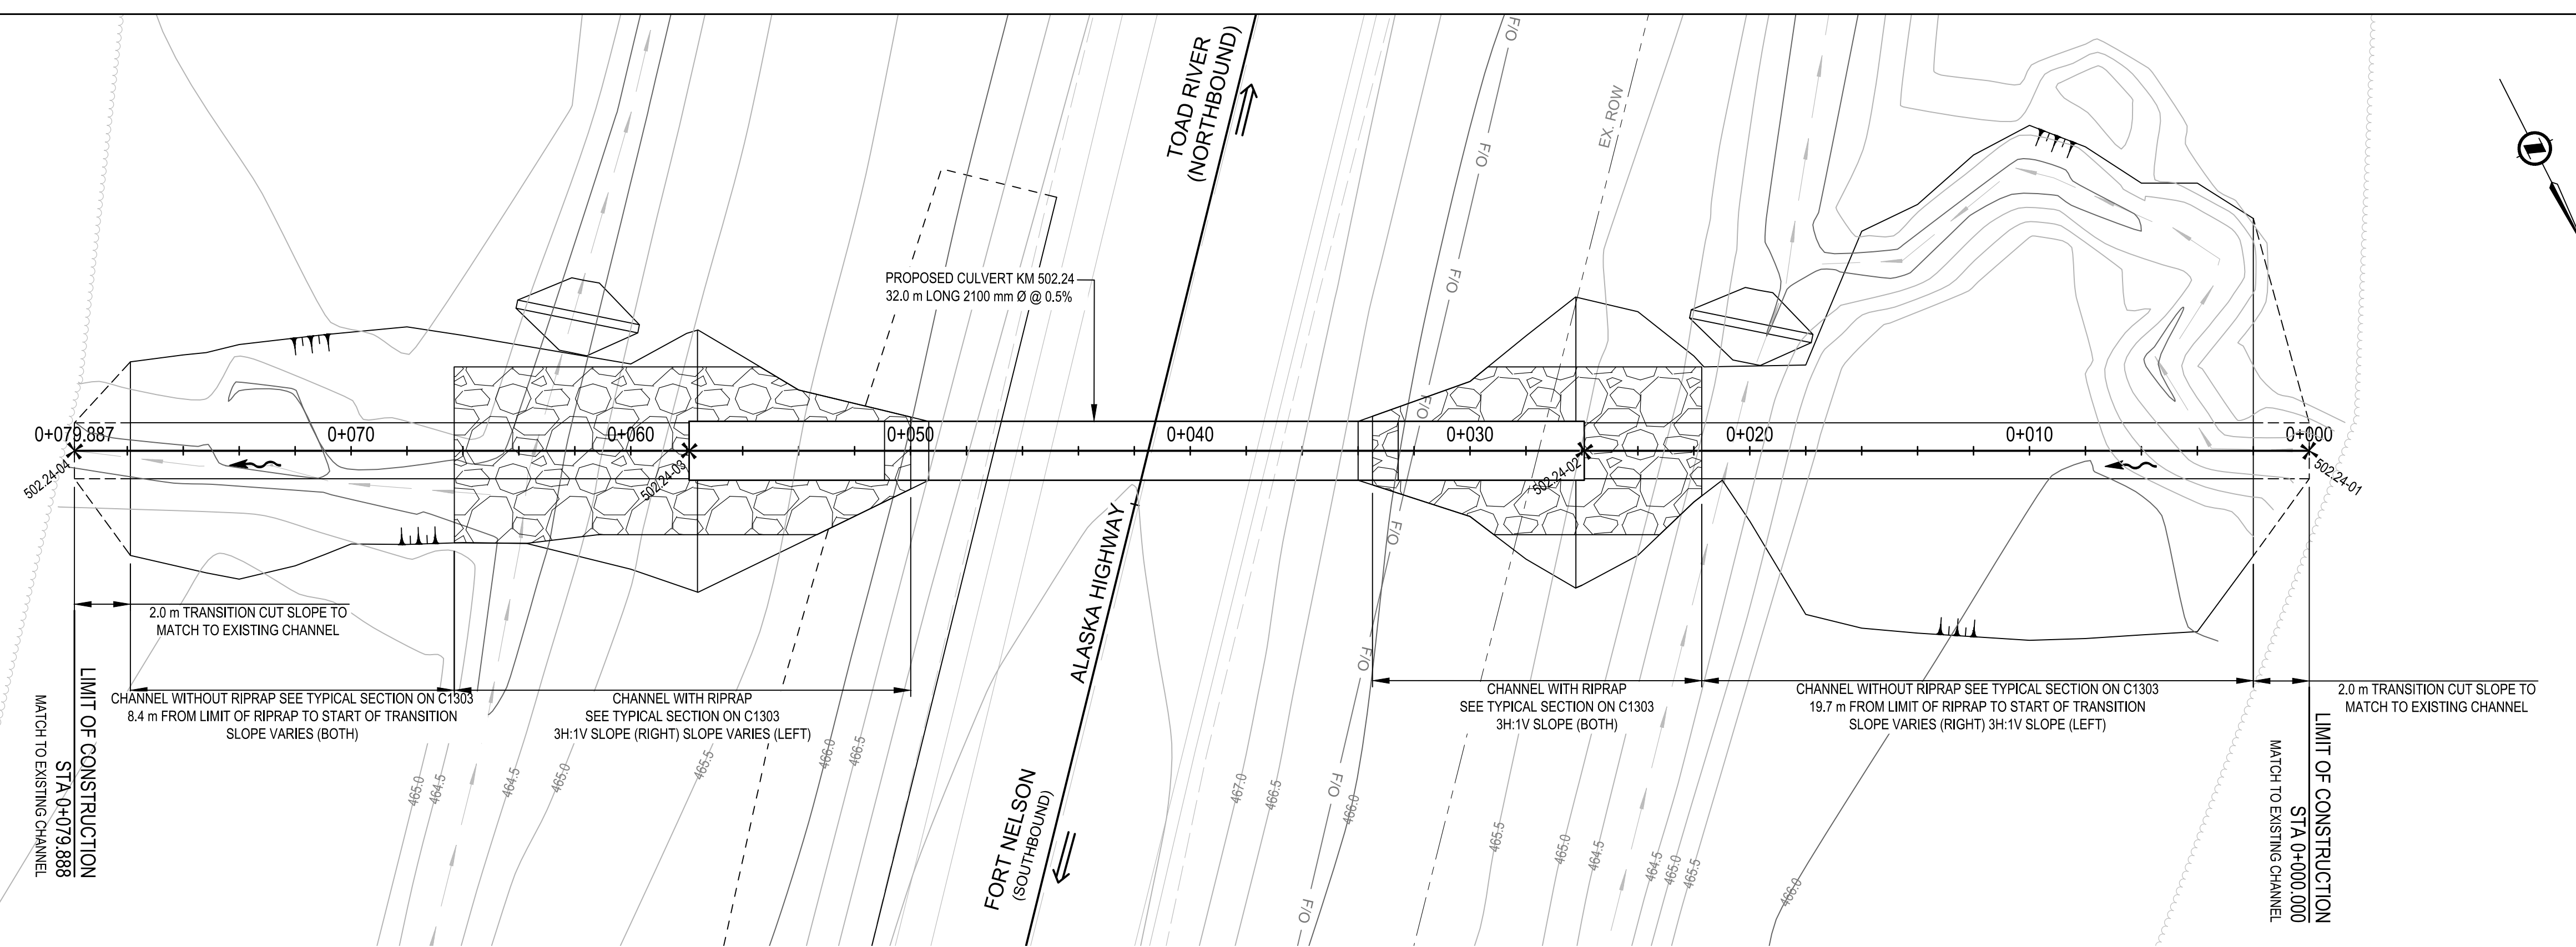 TOAD RIVER
(NORTHBOUND)
F/O
F/O
F/O
F/O
F/O
F/O
F/O
F/O
F/O
EX. ROW
PROPOSED CULVERT KM 502.24
32.0 m LONG 2100 mm Ø @ 0.5%
0+079.887
0+070
0+060
0+050
0+040
0+030
0+020
0+010
0+000
502.24-04
502.24-03
502.24-02
502.24-01
ALASKA HIGHWAY
2.0 m TRANSITION CUT SLOPE TO
MATCH TO EXISTING CHANNEL
CHANNEL WITHOUT RIPRAP SEE TYPICAL SECTION ON C1303
8.4 m FROM LIMIT OF RIPRAP TO START OF TRANSITION
SLOPE VARIES (BOTH)
CHANNEL WITH RIPRAP
SEE TYPICAL SECTION ON C1303
3H:1V SLOPE (RIGHT) SLOPE VARIES (LEFT)
CHANNEL WITH RIPRAP
SEE TYPICAL SECTION ON C1303
3H:1V SLOPE (BOTH)
CHANNEL WITHOUT RIPRAP SEE TYPICAL SECTION ON C1303
19.7 m FROM LIMIT OF RIPRAP TO START OF TRANSITION
SLOPE VARIES (RIGHT) 3H:1V SLOPE (LEFT)
2.0 m TRANSITION CUT SLOPE TO
MATCH TO EXISTING CHANNEL
LIMIT OF CONSTRUCTION
STA 0+079.888
MATCH TO EXISTING CHANNEL
LIMIT OF CONSTRUCTION
STA 0+000.000
MATCH TO EXISTING CHANNEL
FORT NELSON
(SOUTHBOUND)
465.0
464.5
464.5
465.0
465.5
466.0
466.5
467.0
466.5
466.0
465.5
465.0
464.5
464.5
465.0
465.5
466.0